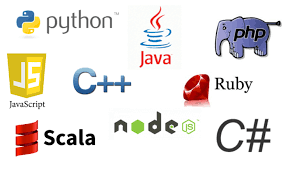 python
Java
php
JS
JavaScript
C++
Ruby
Scala
node
JS
C#